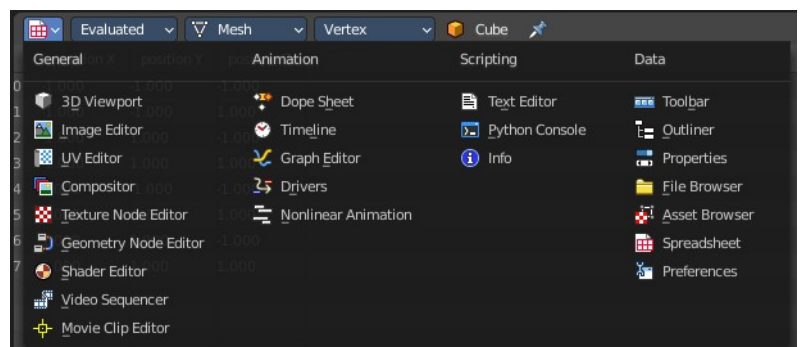 Evaluated Mesh Vertex Cube
General Animation Scripting Data
3D Viewport Dope Sheet Text Editor Toolbar
Image Editor Timeline Python Console Outliner
UV Editor Graph Editor Info Properties
Compositor Drivers File Browser
Texture Node Editor Nonlinear Animation Asset Browser
Geometry Node Editor Spreadsheet
Shader Editor Preferences
Video Sequencer
Movie Clip Editor